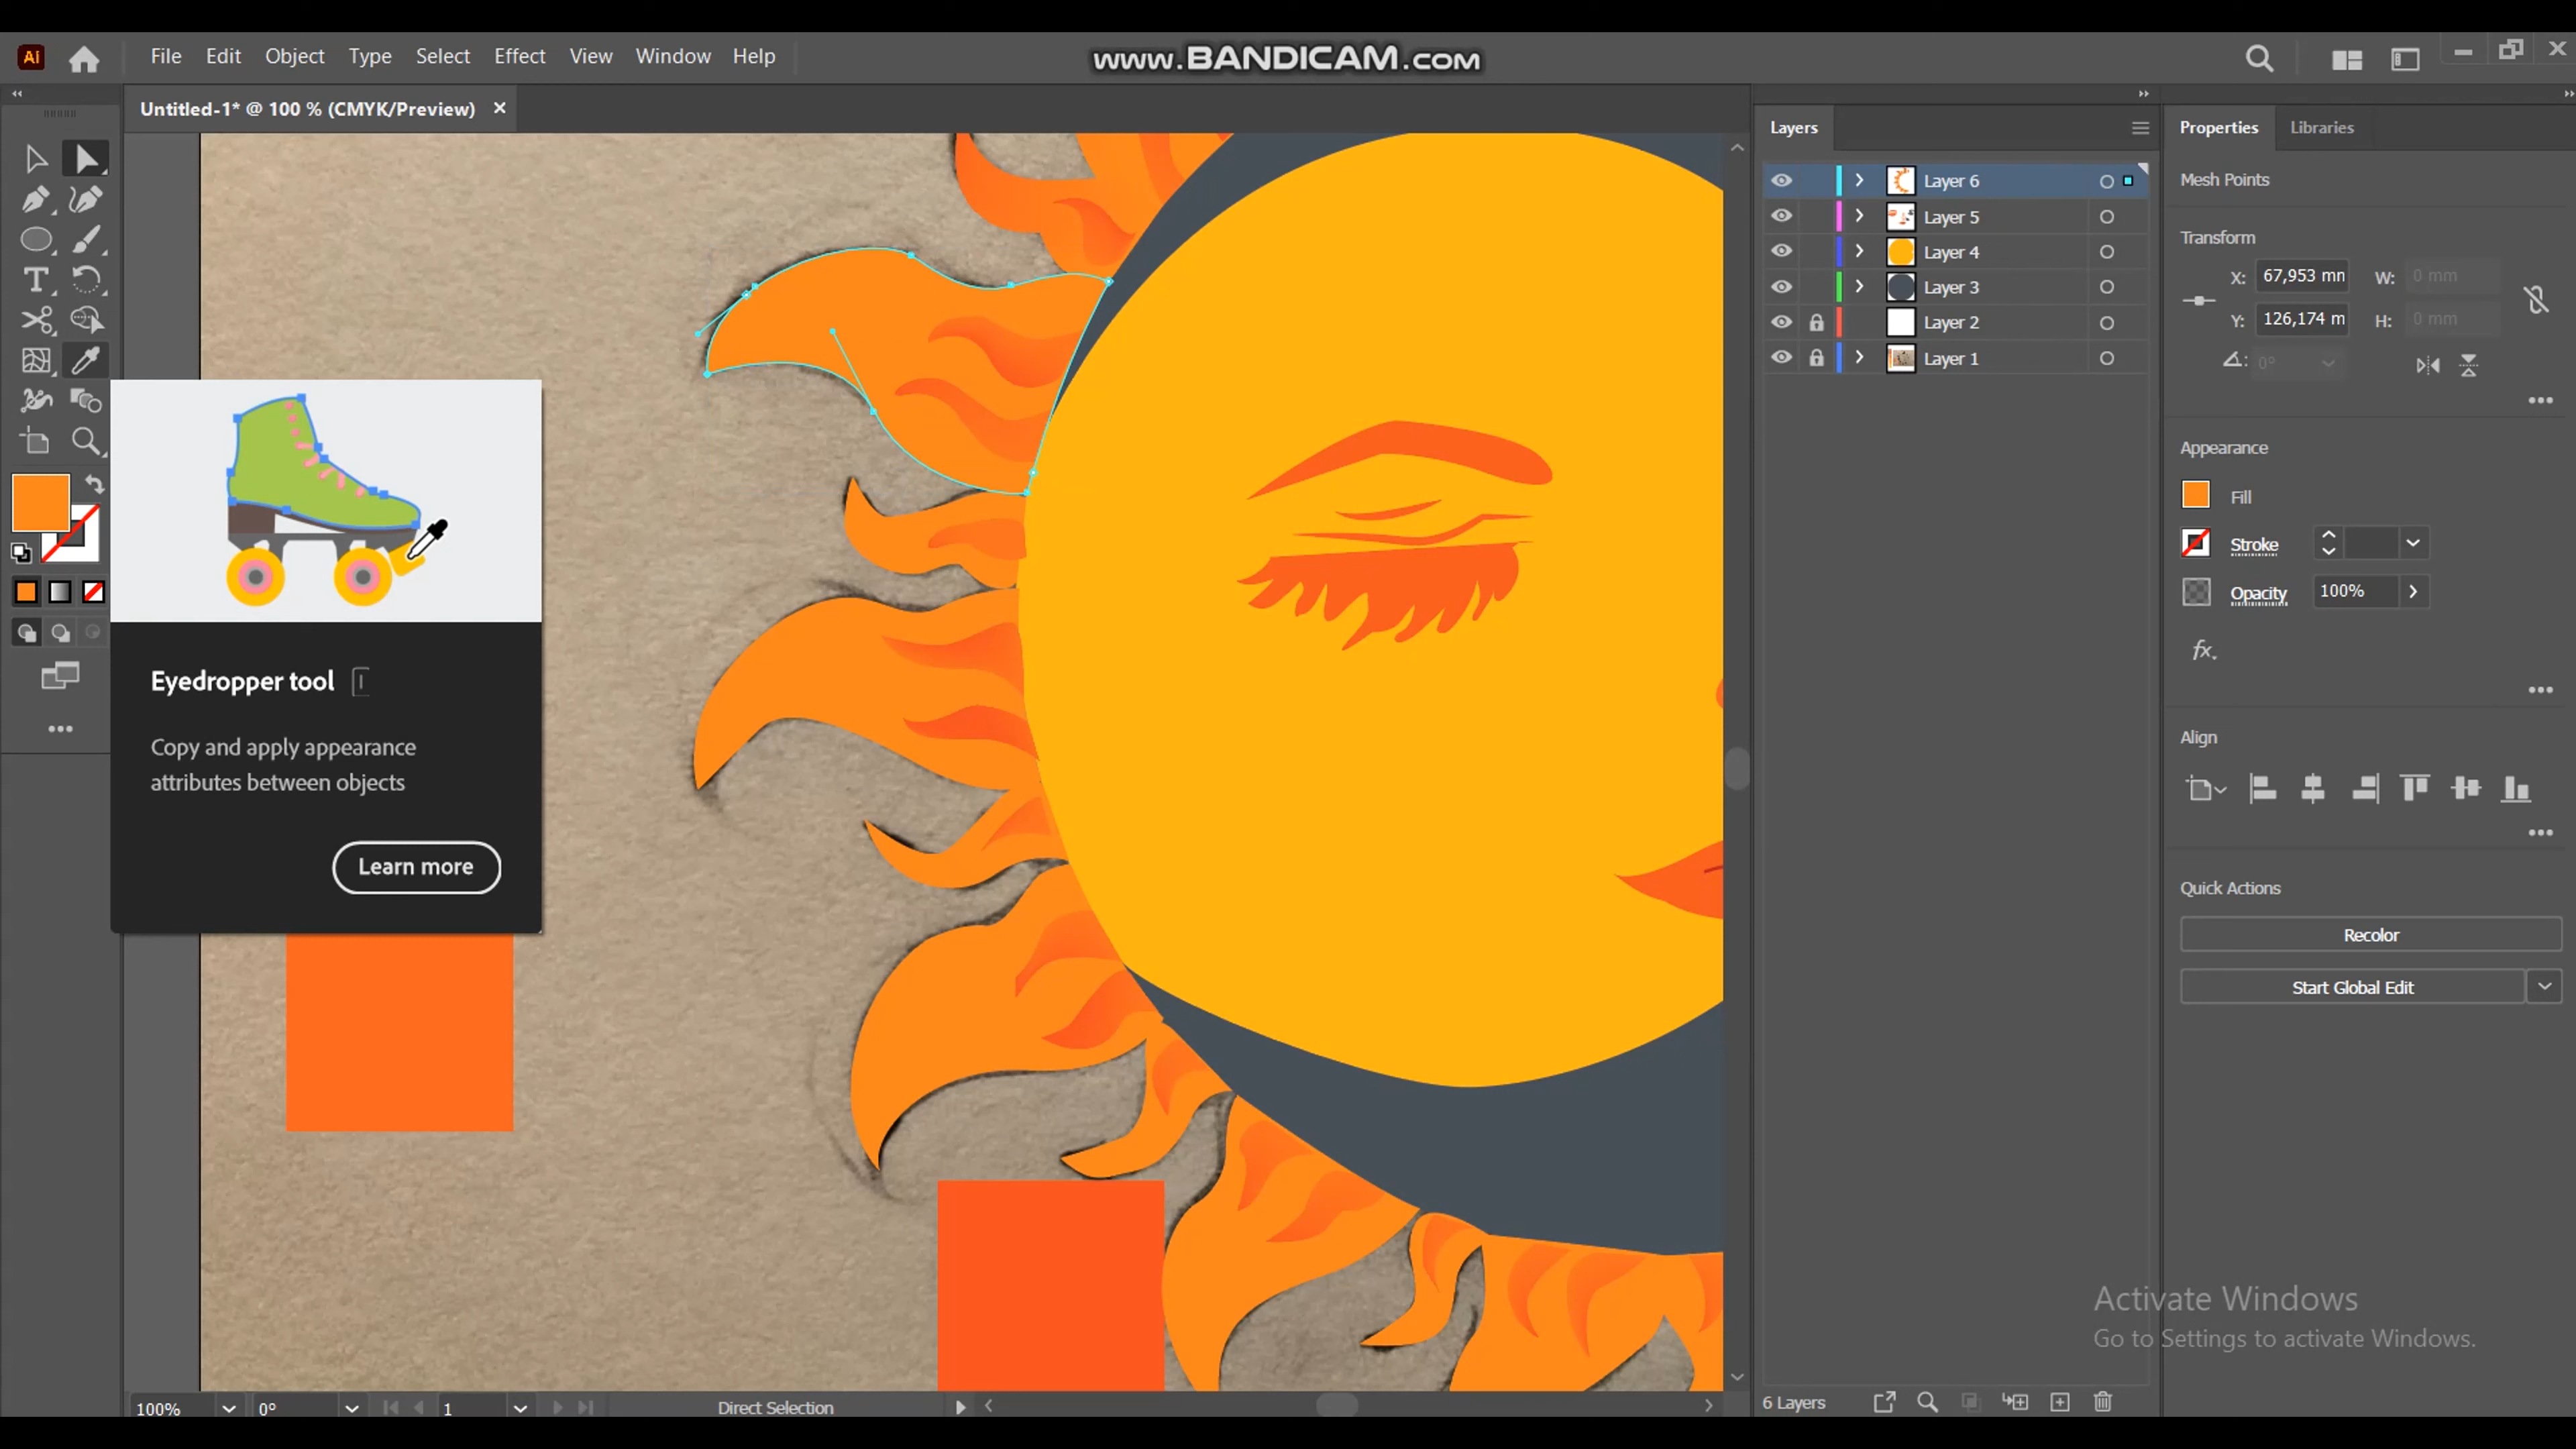 Ai File Edit Object Type Select Effect View Window Help
www.BANDICAM.com
Untitled-1* @ 100 % (CMYK/Preview) ×
Layers
Layer 6
Layer 5
Layer 4
Layer 3
Layer 2
Layer 1
6 Layers
Properties Libraries
Mesh Points
Transform
X: 67,953 mm W: 0 mm
Y: 126,174 m H: 0 mm
0°
Appearance
Fill
Stroke
Opacity 100%
fx.
Align
Quick Actions
Recolor
Start Global Edit
Eyedropper tool
Copy and apply appearance
attributes between objects
Learn more
Activate Windows
Go to Settings to activate Windows.
100% 0° 1 Direct Selection